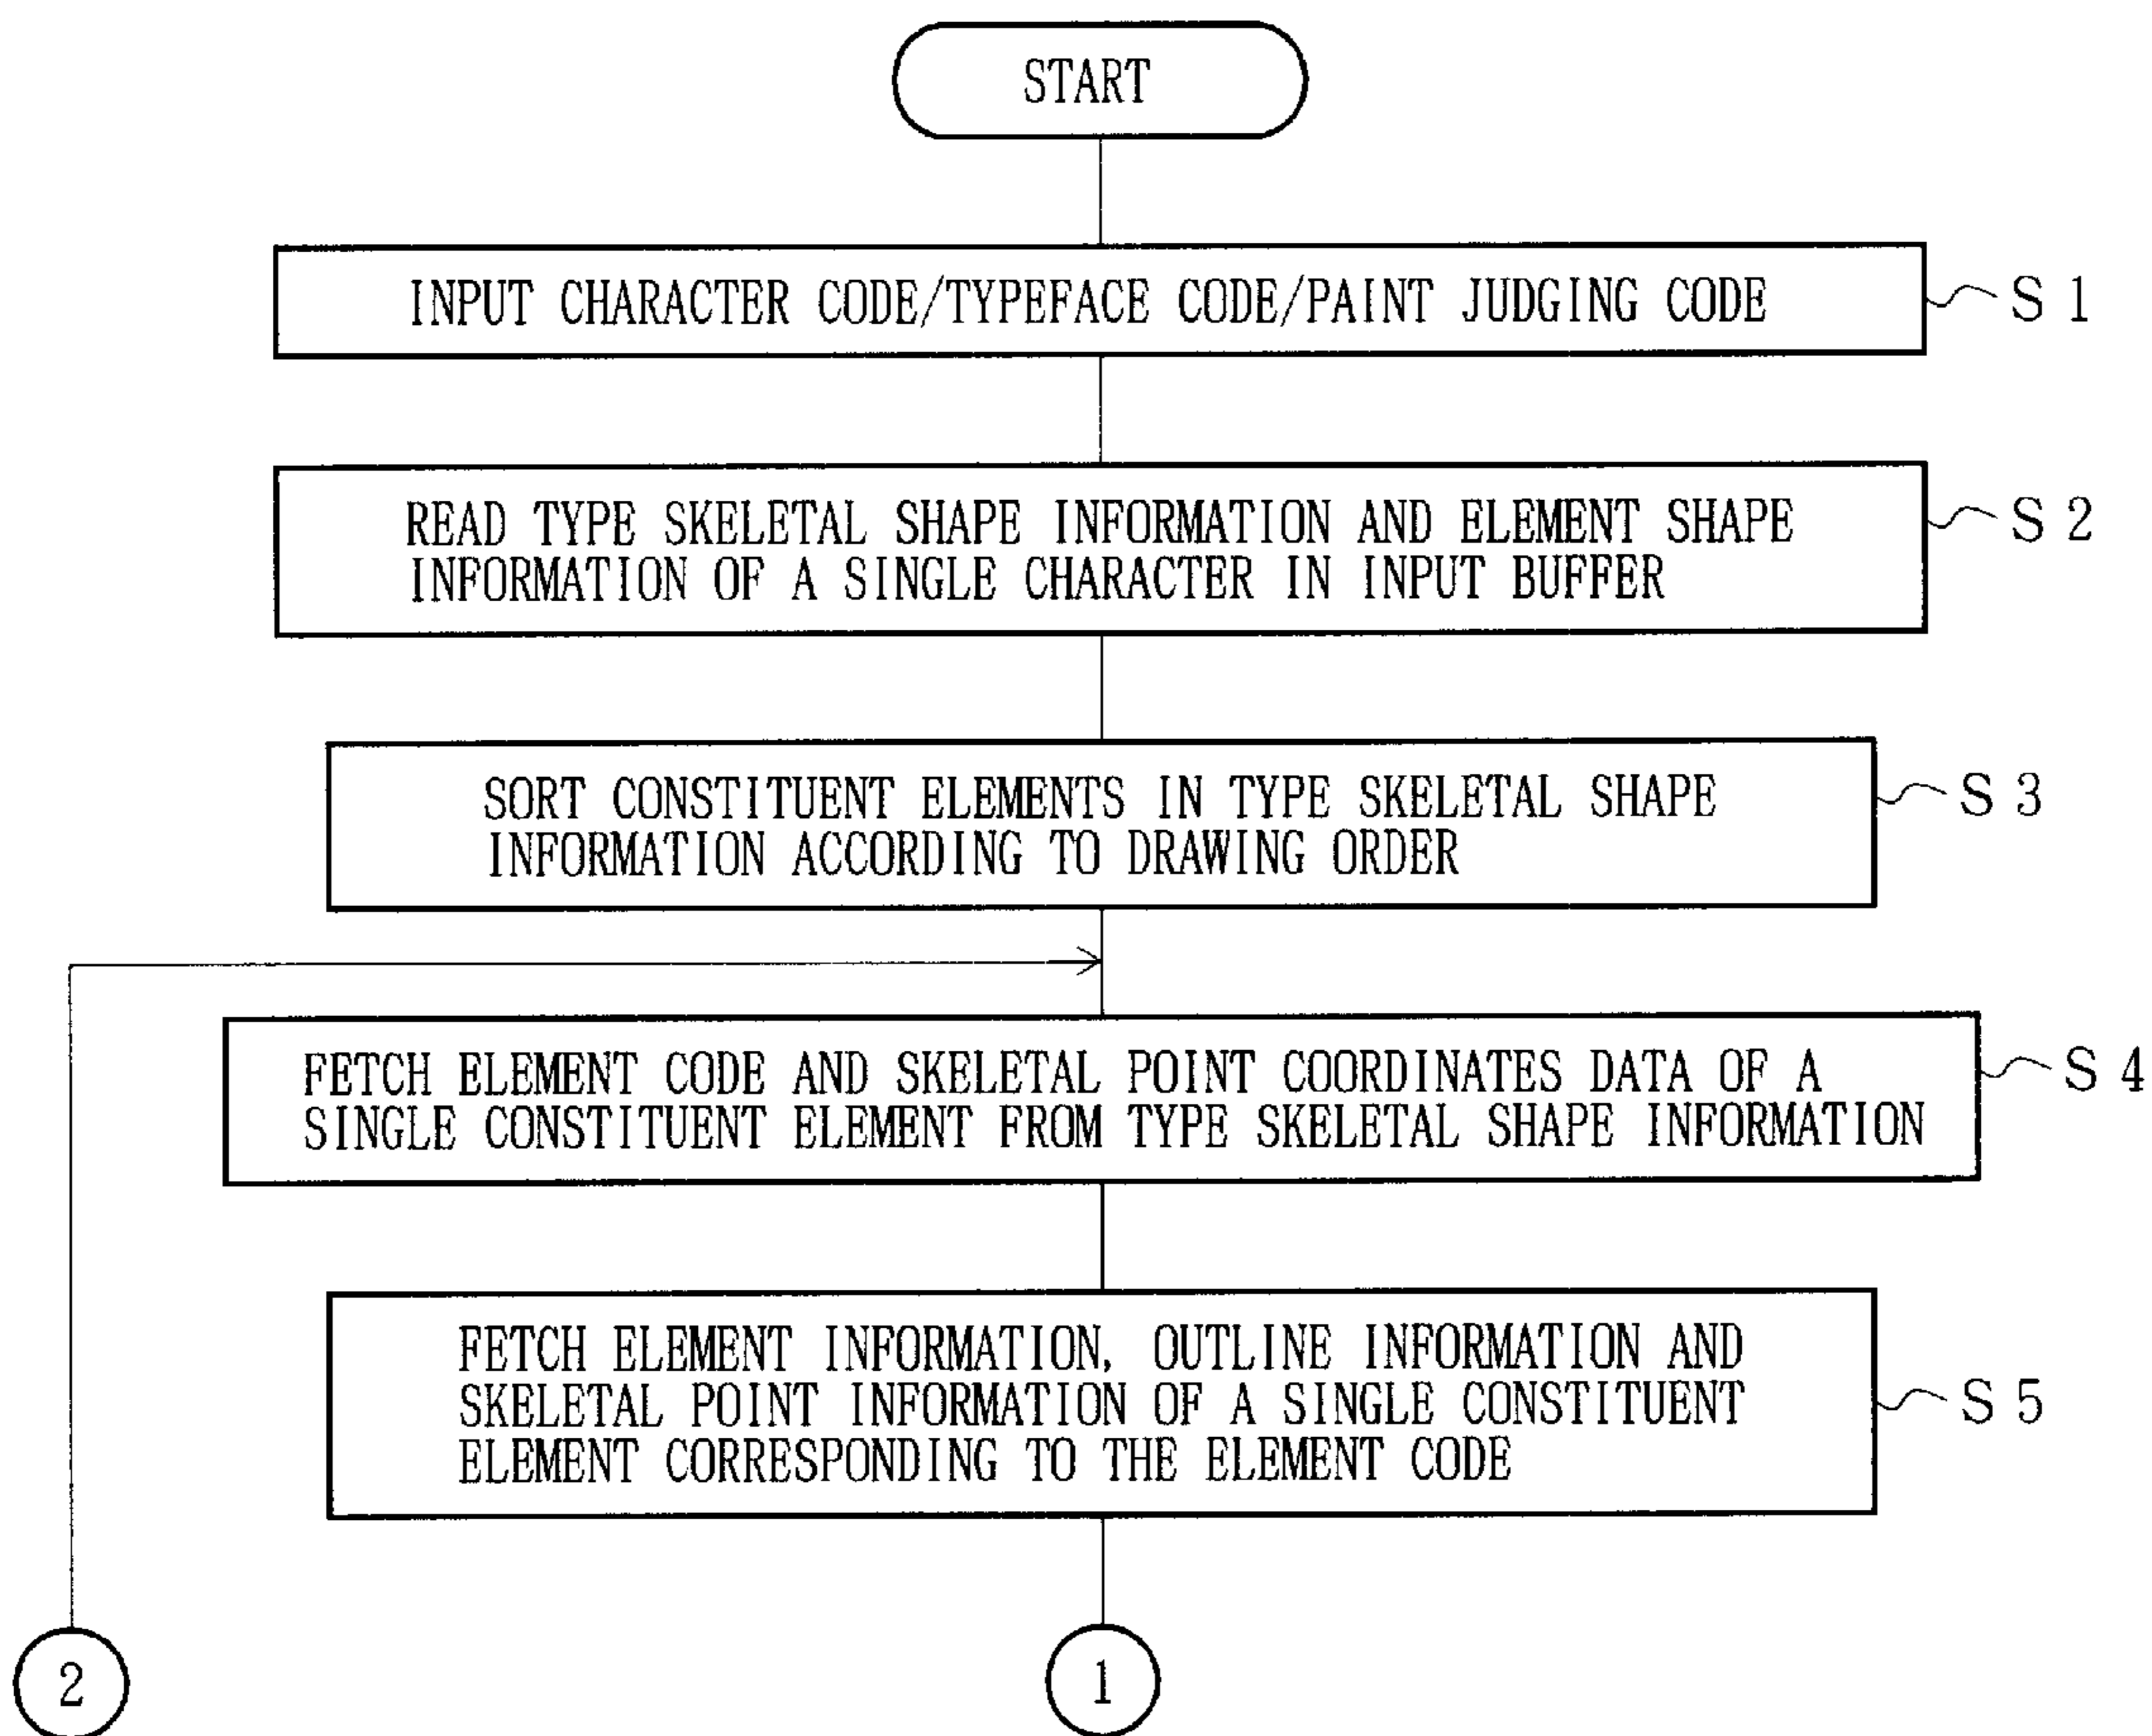 START
INPUT CHARACTER CODE/TYPEFACE CODE/PAINT JUDGING CODE
S 1
READ TYPE SKELETAL SHAPE INFORMATION AND ELEMENT SHAPE
INFORMATION OF A SINGLE CHARACTER IN INPUT BUFFER
S 2
SORT CONSTITUENT ELEMENTS IN TYPE SKELETAL SHAPE
INFORMATION ACCORDING TO DRAWING ORDER
S 3
FETCH ELEMENT CODE AND SKELETAL POINT COORDINATES DATA OF A
SINGLE CONSTITUENT ELEMENT FROM TYPE SKELETAL SHAPE INFORMATION
S 4
FETCH ELEMENT INFORMATION, OUTLINE INFORMATION AND
SKELETAL POINT INFORMATION OF A SINGLE CONSTITUENT
ELEMENT CORRESPONDING TO THE ELEMENT CODE
S 5
2
1